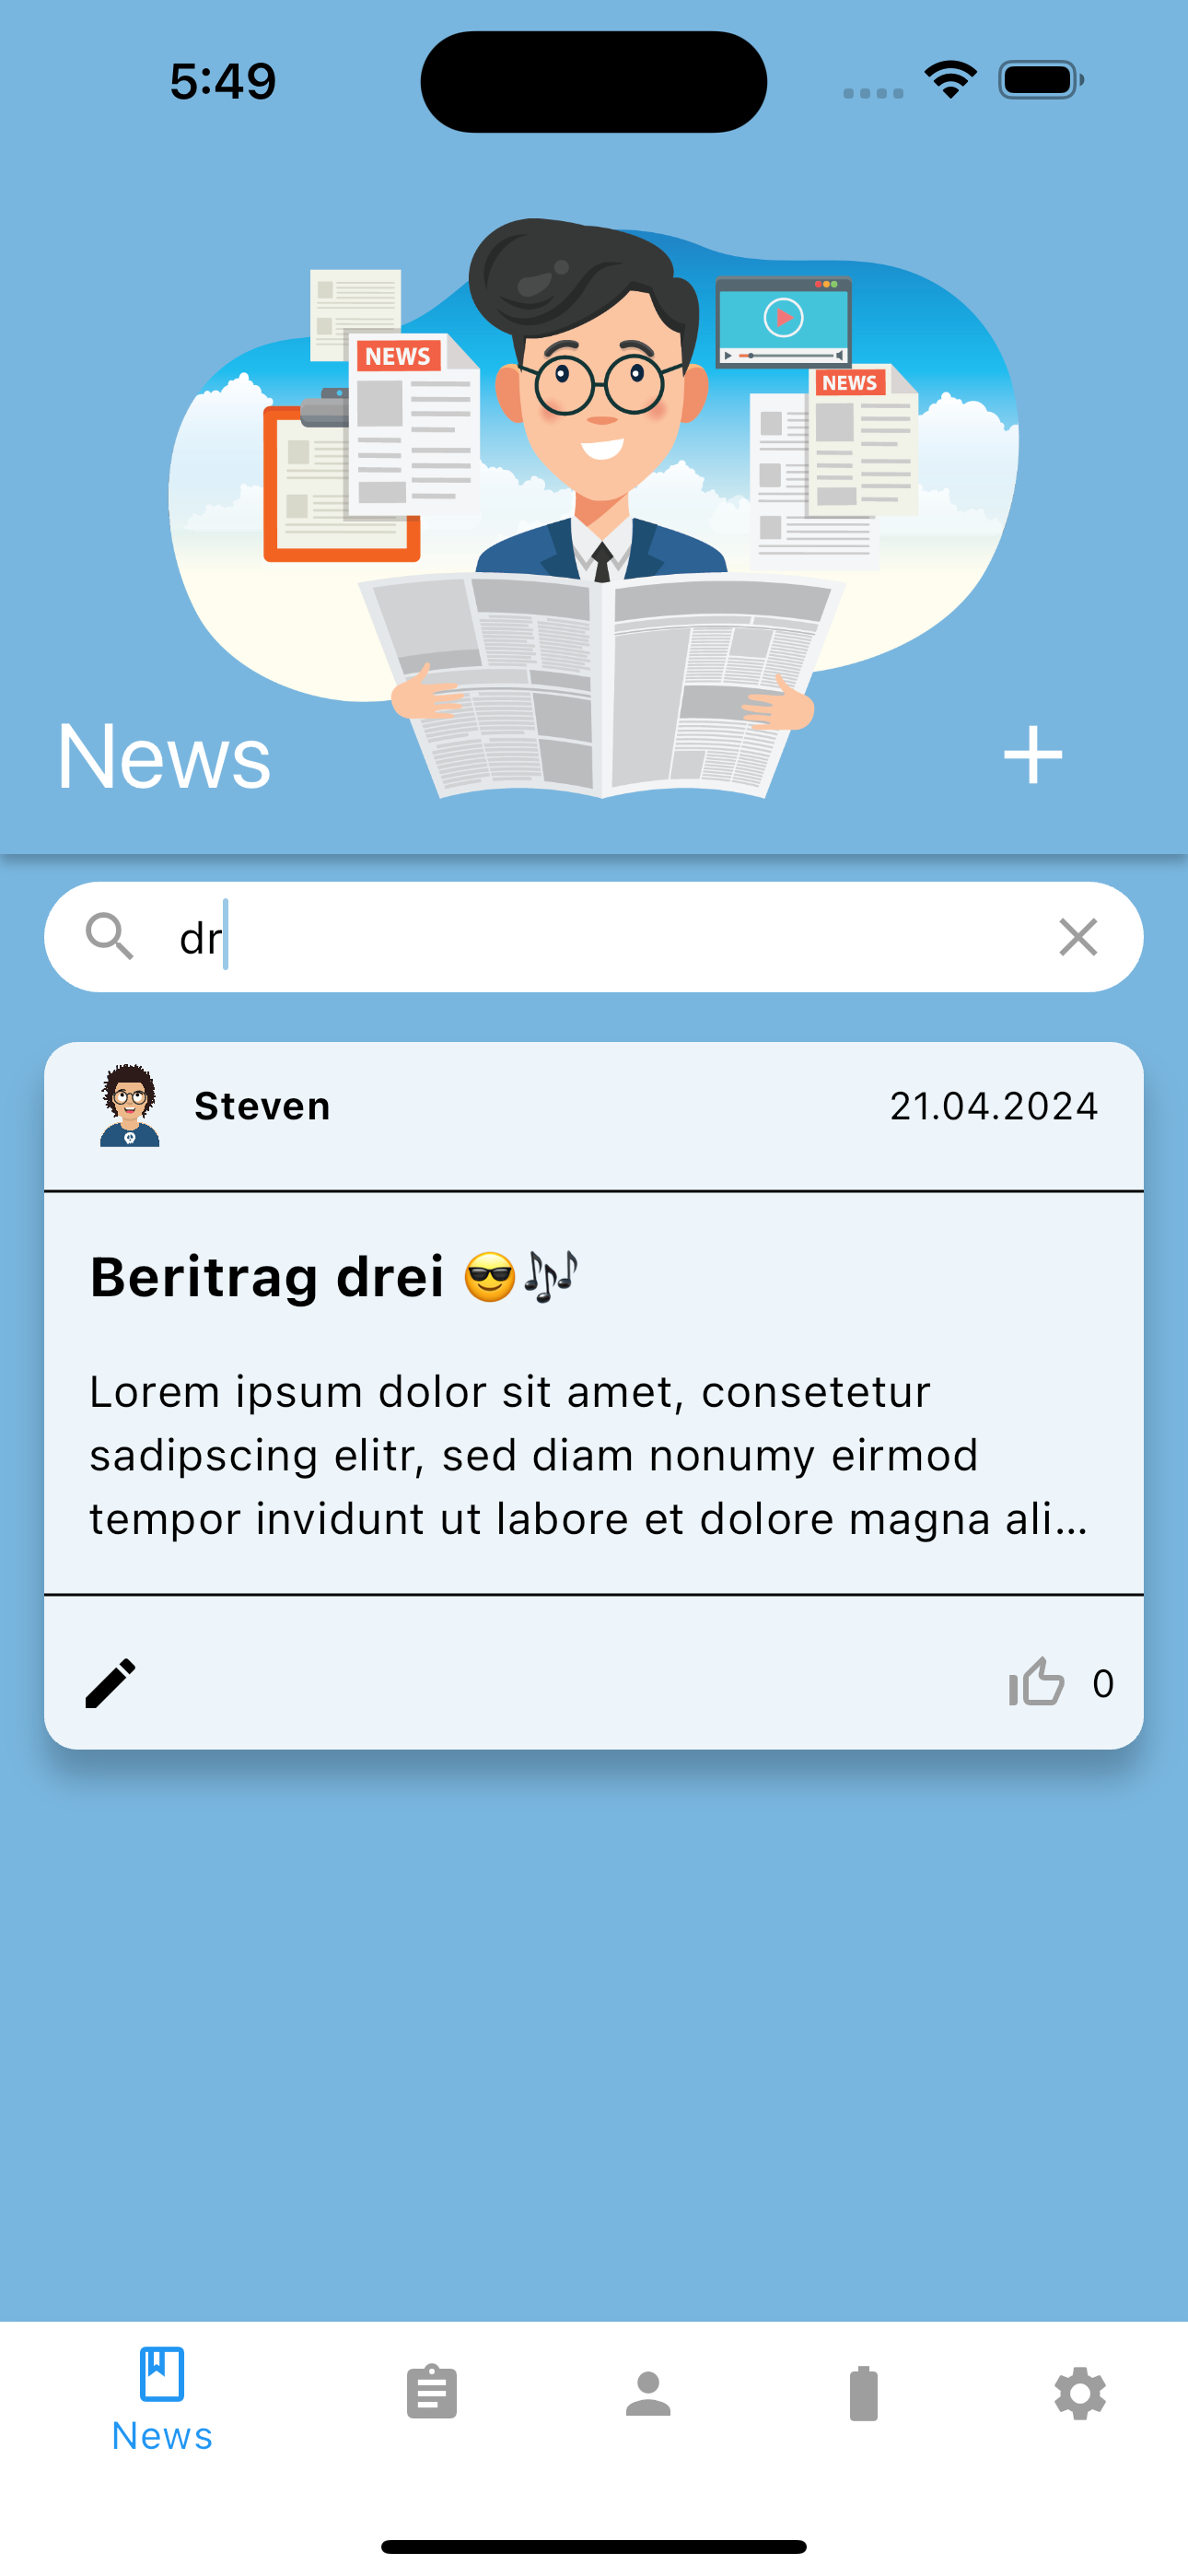 5:49
NEWS
NEWS
News
dr
Steven
21.04.2024
Beritrag drei 😎🎶
Lorem ipsum dolor sit amet, consetetur
sadipscing elitr, sed diam nonumy eirmod
tempor invidunt ut labore et dolore magna ali...
0
News